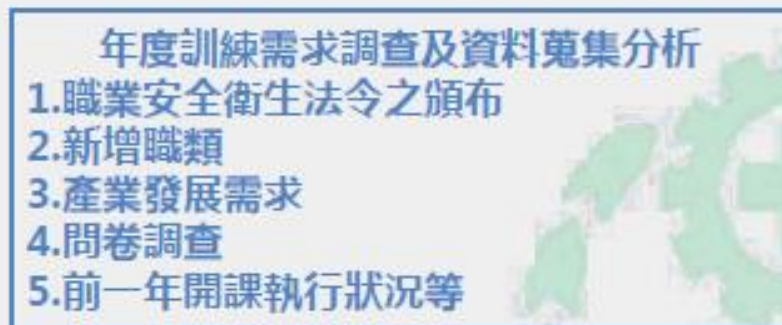 年度訓練需求調查及資料蒐集分析
1.職業安全衛生法令之頒布
2.新增職類
3.產業發展需求
4.問卷調查
5.前一年開課執行狀況等